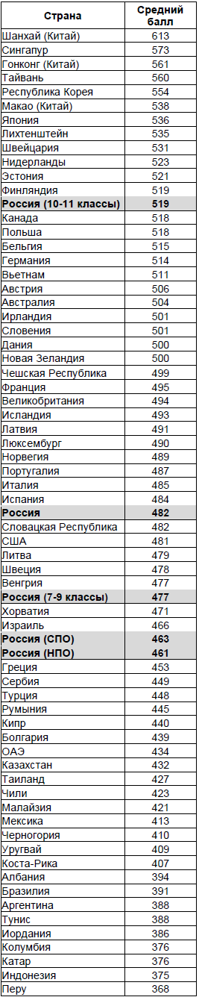 Страна Средний
балл
Шанхай (Китай) 613
Сингапур 573
Гонконг (Китай) 561
Тайвань 560
Республика Корея 554
Макао (Китай) 538
Япония 536
Лихтенштейн 535
Швейцария 531
Нидерланды 523
Эстония 521
Финляндия 519
Россия (10-11 классы) 519
Канада 518
Польша 518
Бельгия 515
Германия 514
Вьетнам 511
Австрия 506
Австралия 504
Ирландия 501
Словения 501
Дания 500
Новая Зеландия 500
Чешская Республика 499
Франция 495
Великобритания 494
Исландия 493
Латвия 491
Люксембург 490
Норвегия 489
Португалия 487
Италия 485
Испания 484
Россия 482
Словацкая Республика 482
США 481
Литва 479
Швеция 478
Венгрия 477
Россия (7-9 классы) 477
Хорватия 471
Израиль 466
Россия (СПО) 463
Россия (НПО) 461
Греция 453
Сербия 449
Турция 448
Румыния 445
Кипр 440
Болгария 439
ОАЭ 434
Казахстан 432
Таиланд 427
Чили 423
Малайзия 421
Мексика 413
Черногория 410
Уругвай 409
Коста-Рика 407
Албания 394
Бразилия 391
Аргентина 388
Тунис 388
Иордания 386
Колумбия 376
Катар 376
Индонезия 375
Перу 368